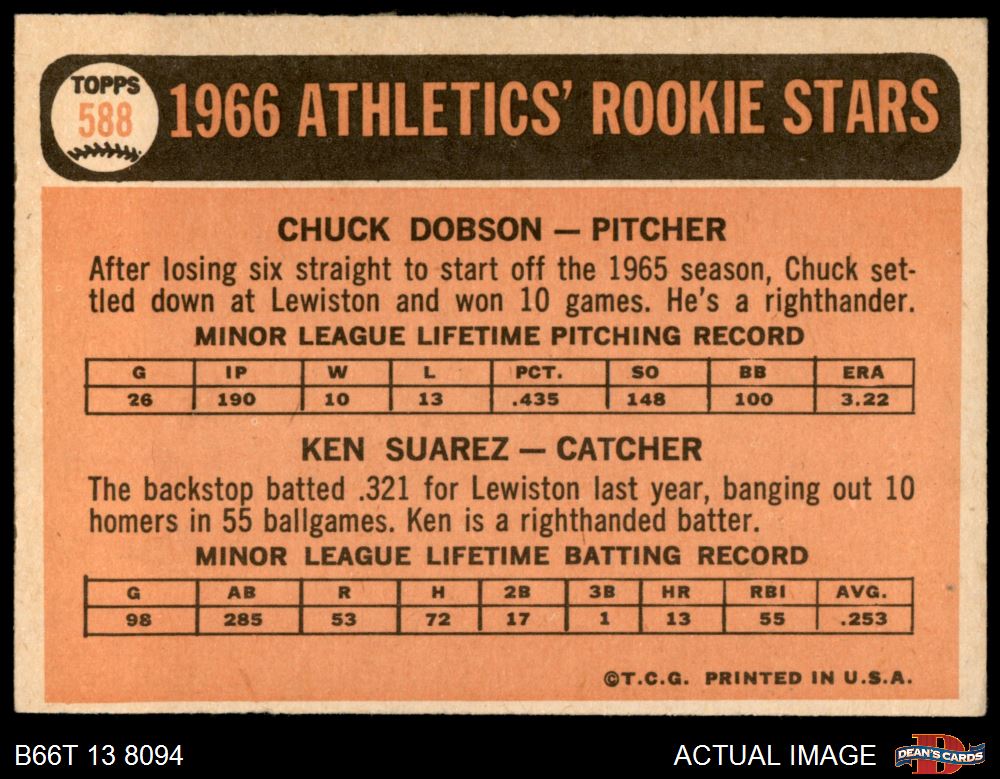 TOPPS
588
1966 ATHLETICS' ROOKIE STARS
CHUCK DOBSON — PITCHER
After losing six straight to start off the 1965 season, Chuck set-
tled down at Lewiston and won 10 games. He's a righthander.
MINOR LEAGUE LIFETIME PITCHING RECORD
G IP W L PCT. SO BB ERA
26 190 10 13 .435 148 100 3.22
KEN SUAREZ — CATCHER
The backstop batted .321 for Lewiston last year, banging out 10
homers in 55 ballgames. Ken is a righthanded batter.
MINOR LEAGUE LIFETIME BATTING RECORD
G AB R H 2B 3B HR RBI AVG.
98 285 53 72 17 1 13 55 .253
©T.C.G. PRINTED IN U.S.A.
B66T 13 8094
ACTUAL IMAGE
DEAN'S CARDS